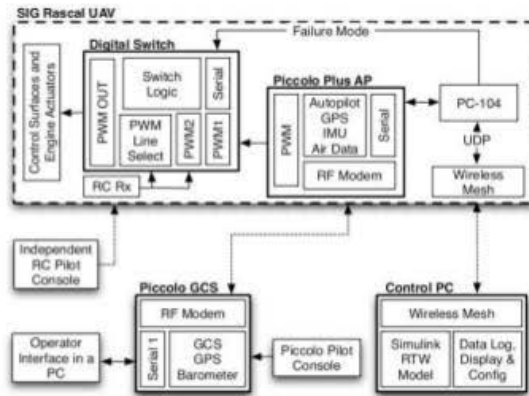 SIG Rascal UAV
Failure Mode
Digital Switch
Control Surfaces and
Engine Actuators
PWM OUT
Switch
Logic
Serial
PWM
Line
Select
PWM2
PWM1
RC Rx
Piccolo Plus AP
PWM
Autopilot
GPS
IMU
Air Data
Serial
RF Modem
PC-104
UDP
Wireless
Mesh
Independent
RC Pilot
Console
Piccolo GCS
RF Modem
Serial 1
GCS
GPS
Barometer
Operator
Interface in a
PC
Piccolo Pilot
Console
Control PC
Wireless Mesh
Simulink
RTW
Model
Data Log,
Display &
Config